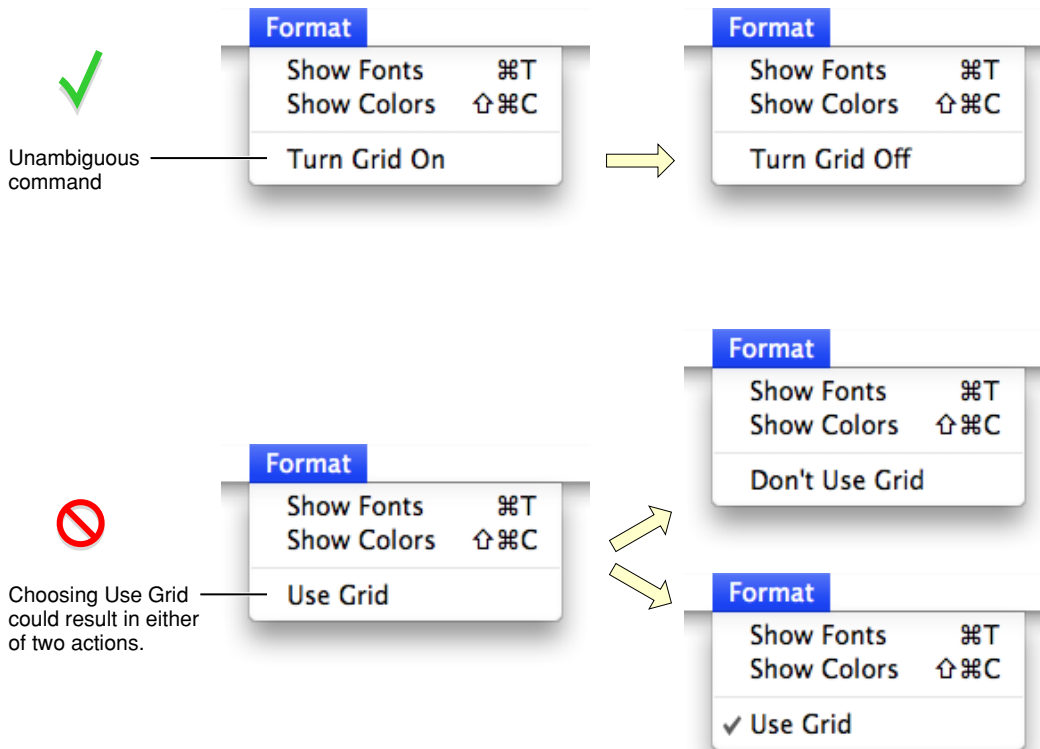 Format
Show Fonts ⌘T
Show Colors ⇧⌘C
Turn Grid On
Unambiguous
command
Format
Show Fonts ⌘T
Show Colors ⇧⌘C
Turn Grid Off
Format
Show Fonts ⌘T
Show Colors ⇧⌘C
Use Grid
Choosing Use Grid
could result in either
of two actions.
Format
Show Fonts ⌘T
Show Colors ⇧⌘C
Don't Use Grid
Format
Show Fonts ⌘T
Show Colors ⇧⌘C
✓ Use Grid